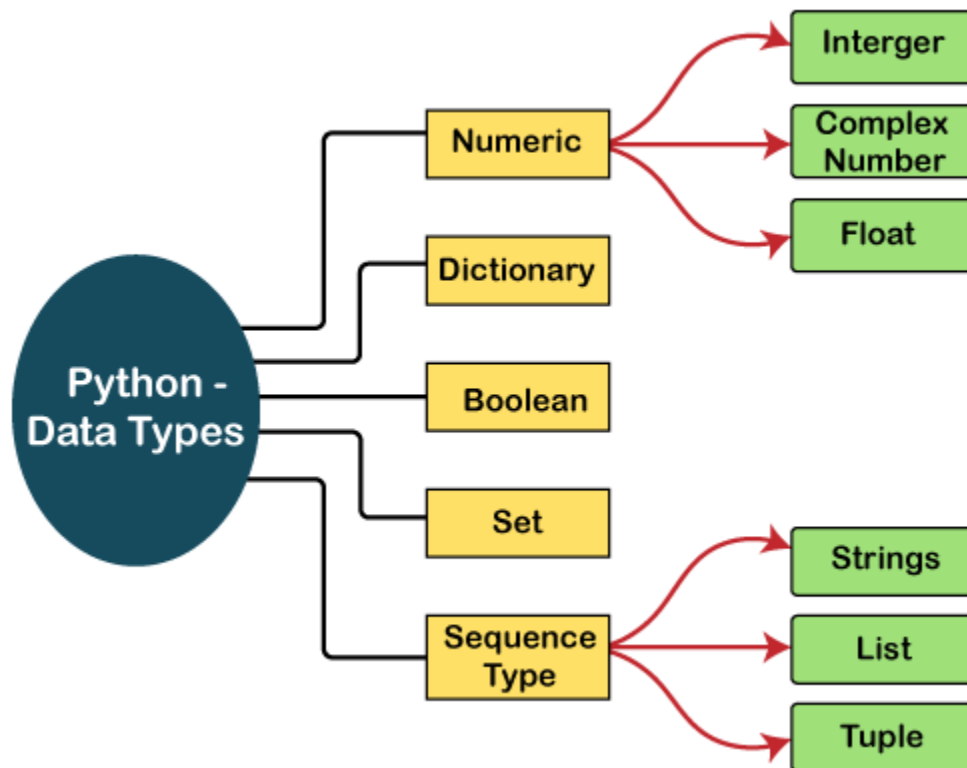 Python -
Data Types
Numeric
Dictionary
Boolean
Set
Sequence
Type
Interger
Complex
Number
Float
Strings
List
Tuple